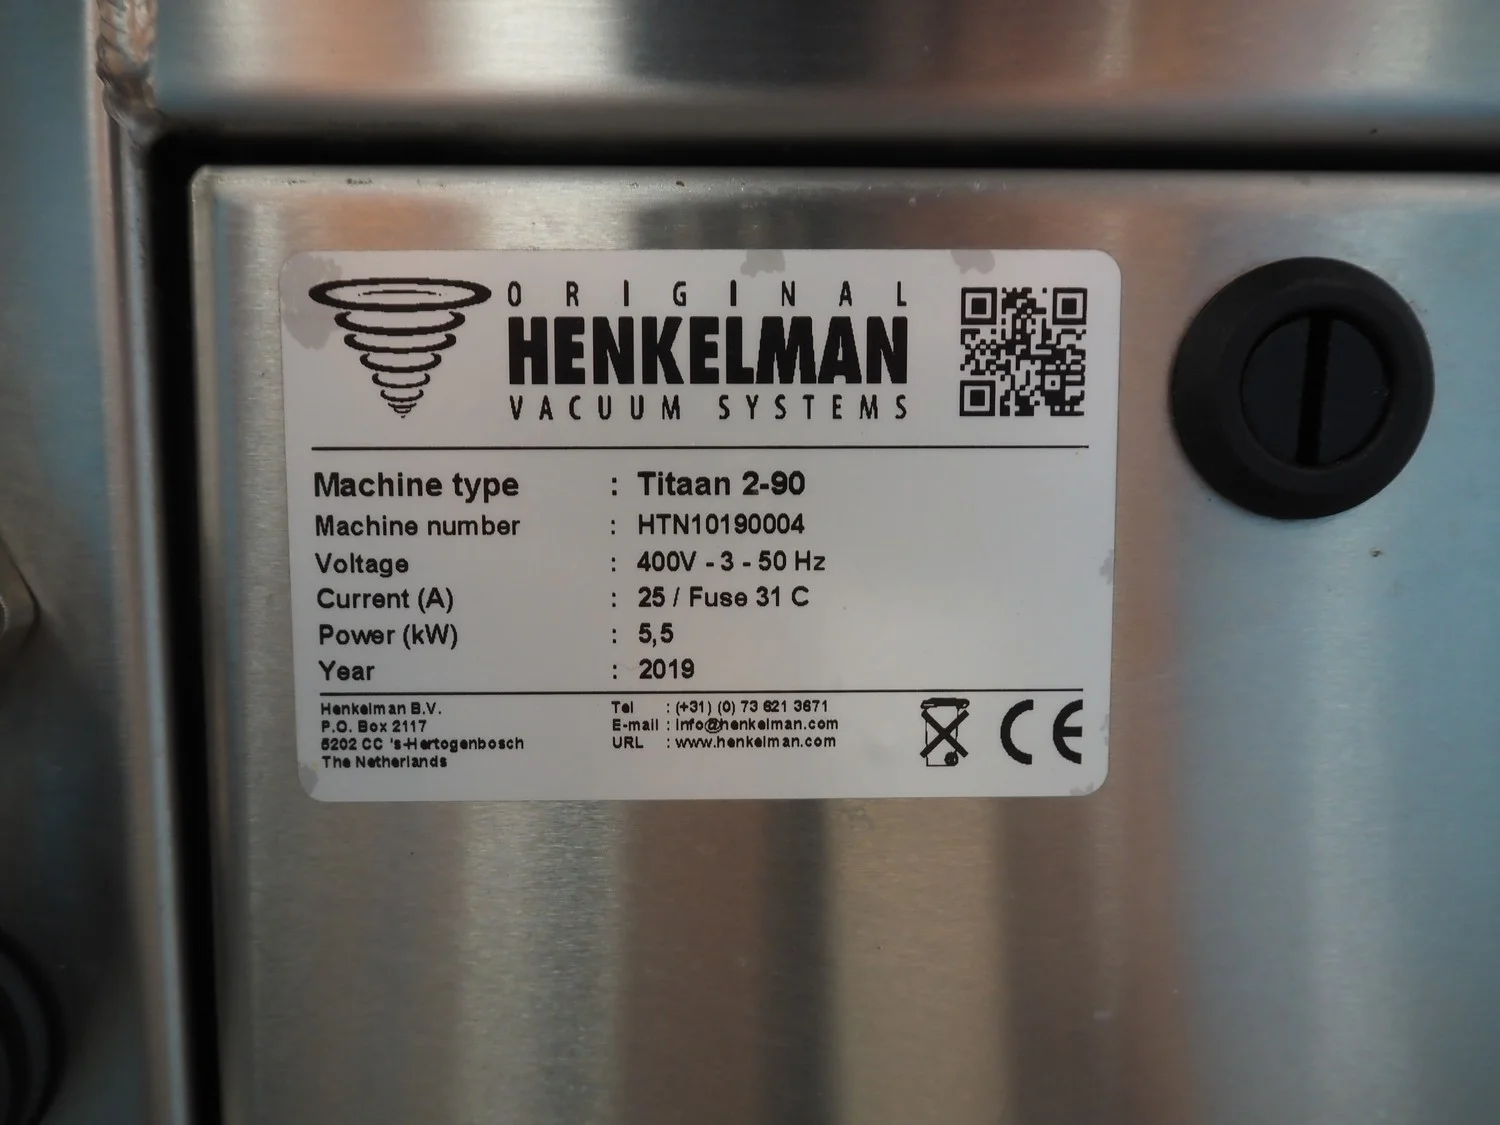 ORIGINAL
HENKELMAN
VACUUM SYSTEMS
Machine type : Titaan 2-90
Machine number : HTN10190004
Voltage : 400V - 3 - 50 Hz
Current (A) : 25 / Fuse 31 C
Power (kW) : 5,5
Year : 2019
Henkelman B.V.
P.O. Box 2117
5202 CC 's-Hertogenbosch
The Netherlands
Tel : (+31) (0) 73 621 3671
E-mail : info@henkelman.com
URL : www.henkelman.com
CE